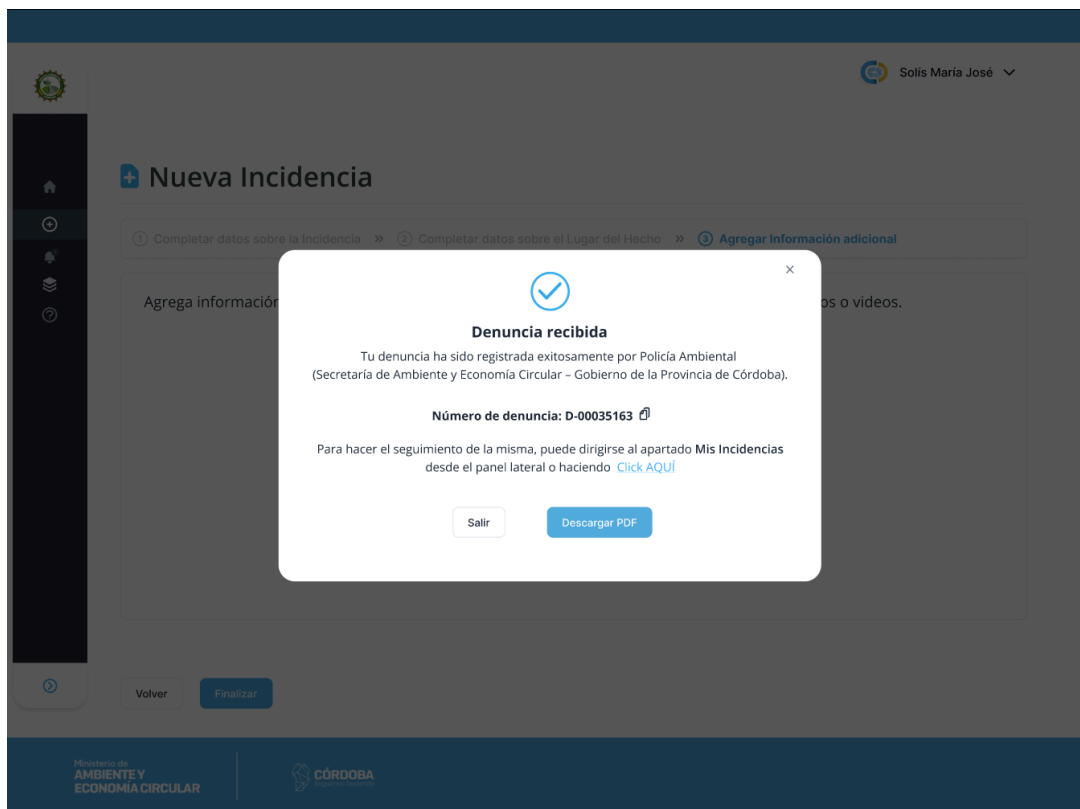 Solís María José
Nueva Incidencia
1 Completar datos sobre la Incidencia » 2 Completar datos sobre el Lugar del Hecho » 3 Agregar Información adicional
Agrega información
os o videos.
Denuncia recibida
Tu denuncia ha sido registrada exitosamente por Policía Ambiental
(Secretaría de Ambiente y Economía Circular – Gobierno de la Provincia de Córdoba).
Número de denuncia: D-00035163
Para hacer el seguimiento de la misma, puede dirigirse al apartado Mis Incidencias
desde el panel lateral o haciendo Click AQUÍ
Salir
Descargar PDF
Volver
Finalizar
Ministerio de
AMBIENTE Y
ECONOMÍA CIRCULAR
CÓRDOBA